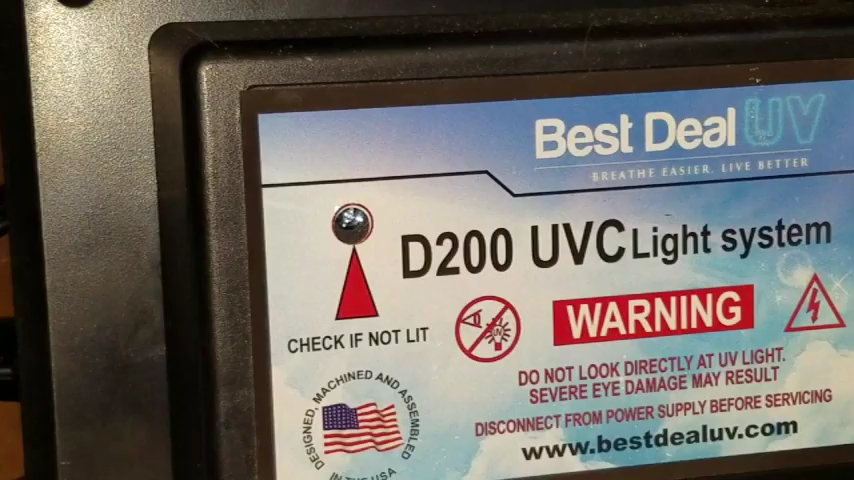 Best Deal UV
BREATHE EASIER, LIVE BETTER
D200 UVC Light system
CHECK IF NOT LIT
UV
WARNING
DO NOT LOOK DIRECTLY AT UV LIGHT.
SEVERE EYE DAMAGE MAY RESULT
DISCONNECT FROM POWER SUPPLY BEFORE SERVICING
www.bestdealuv.com
DESIGNED, MACHINED AND ASSEMBLED
IN THE USA